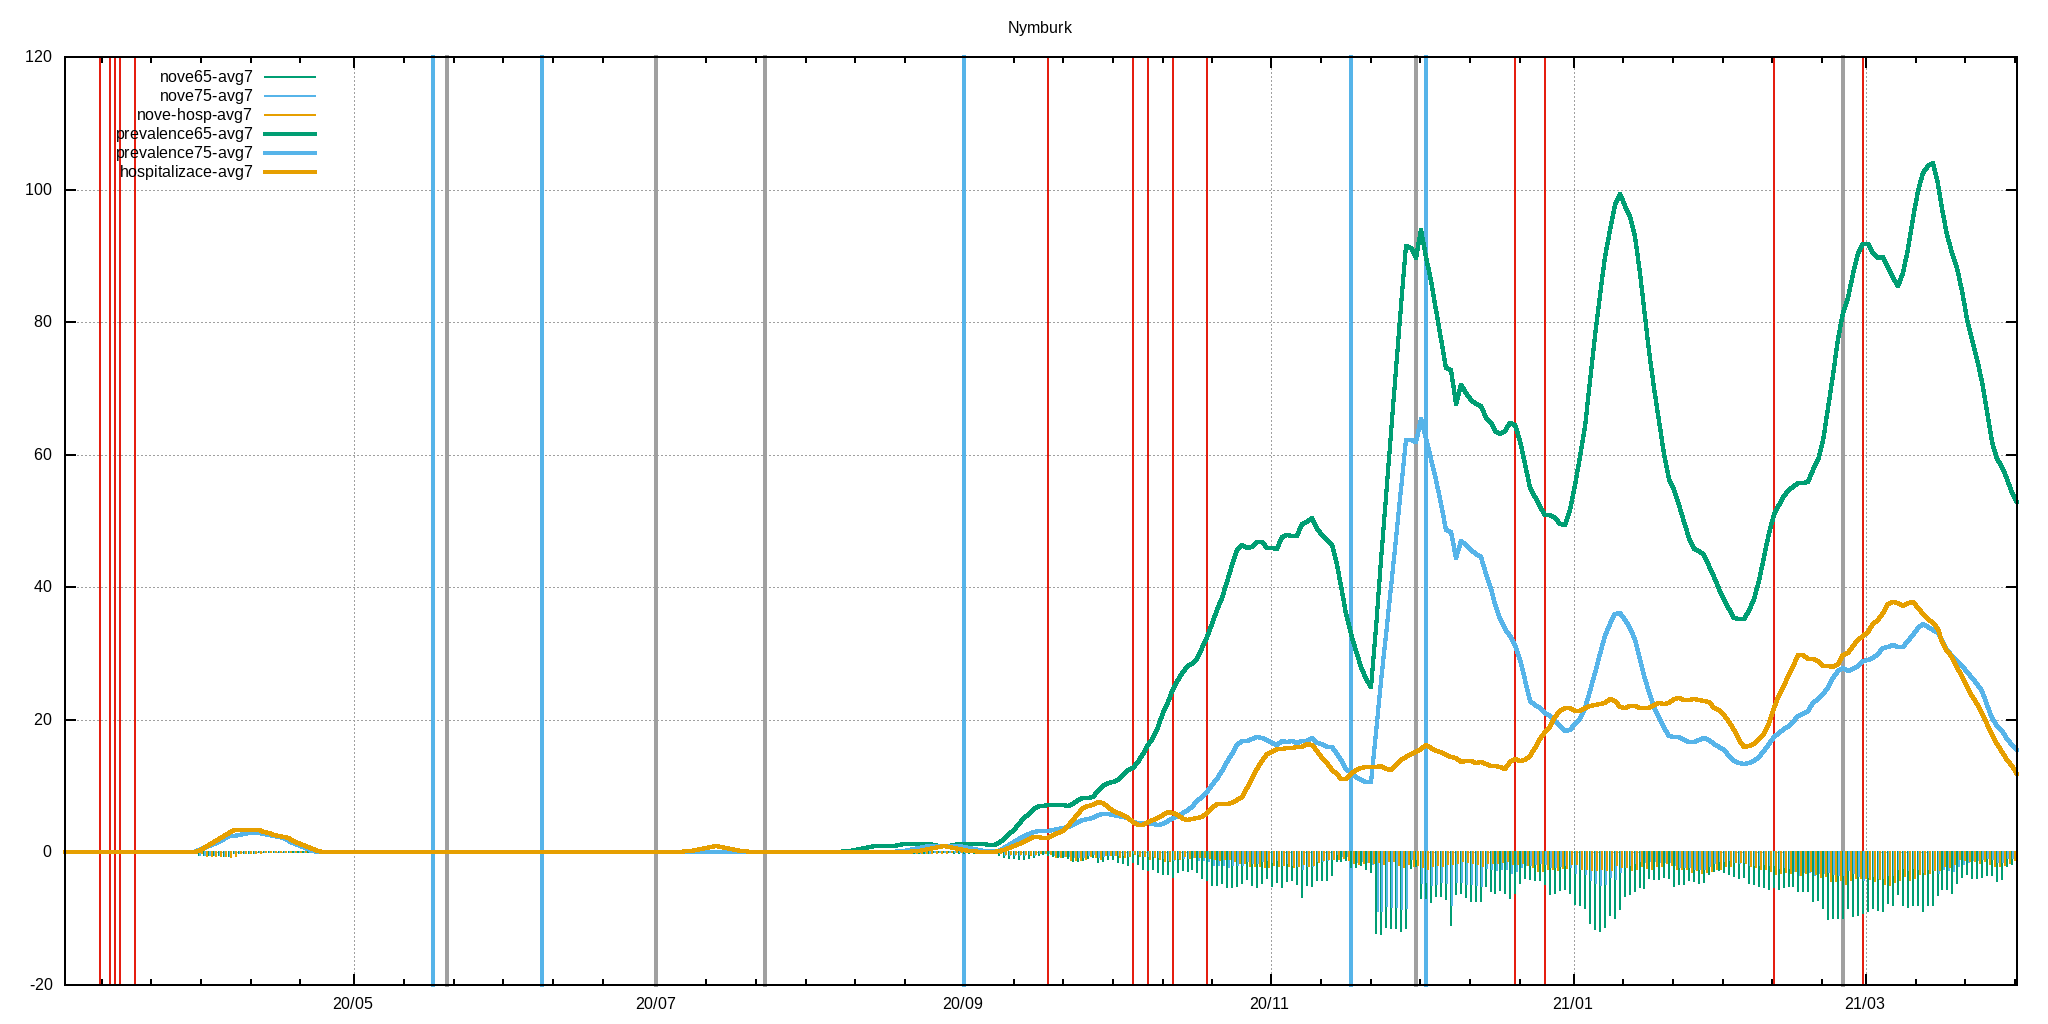 Nymburk
120
100
80
60
40
20
0
-20
nove65-avg7
nove75-avg7
nove-hosp-avg7
prevalence65-avg7
prevalence75-avg7
hospitalizace-avg7
20/05 20/07 20/09 20/11 21/01 21/03